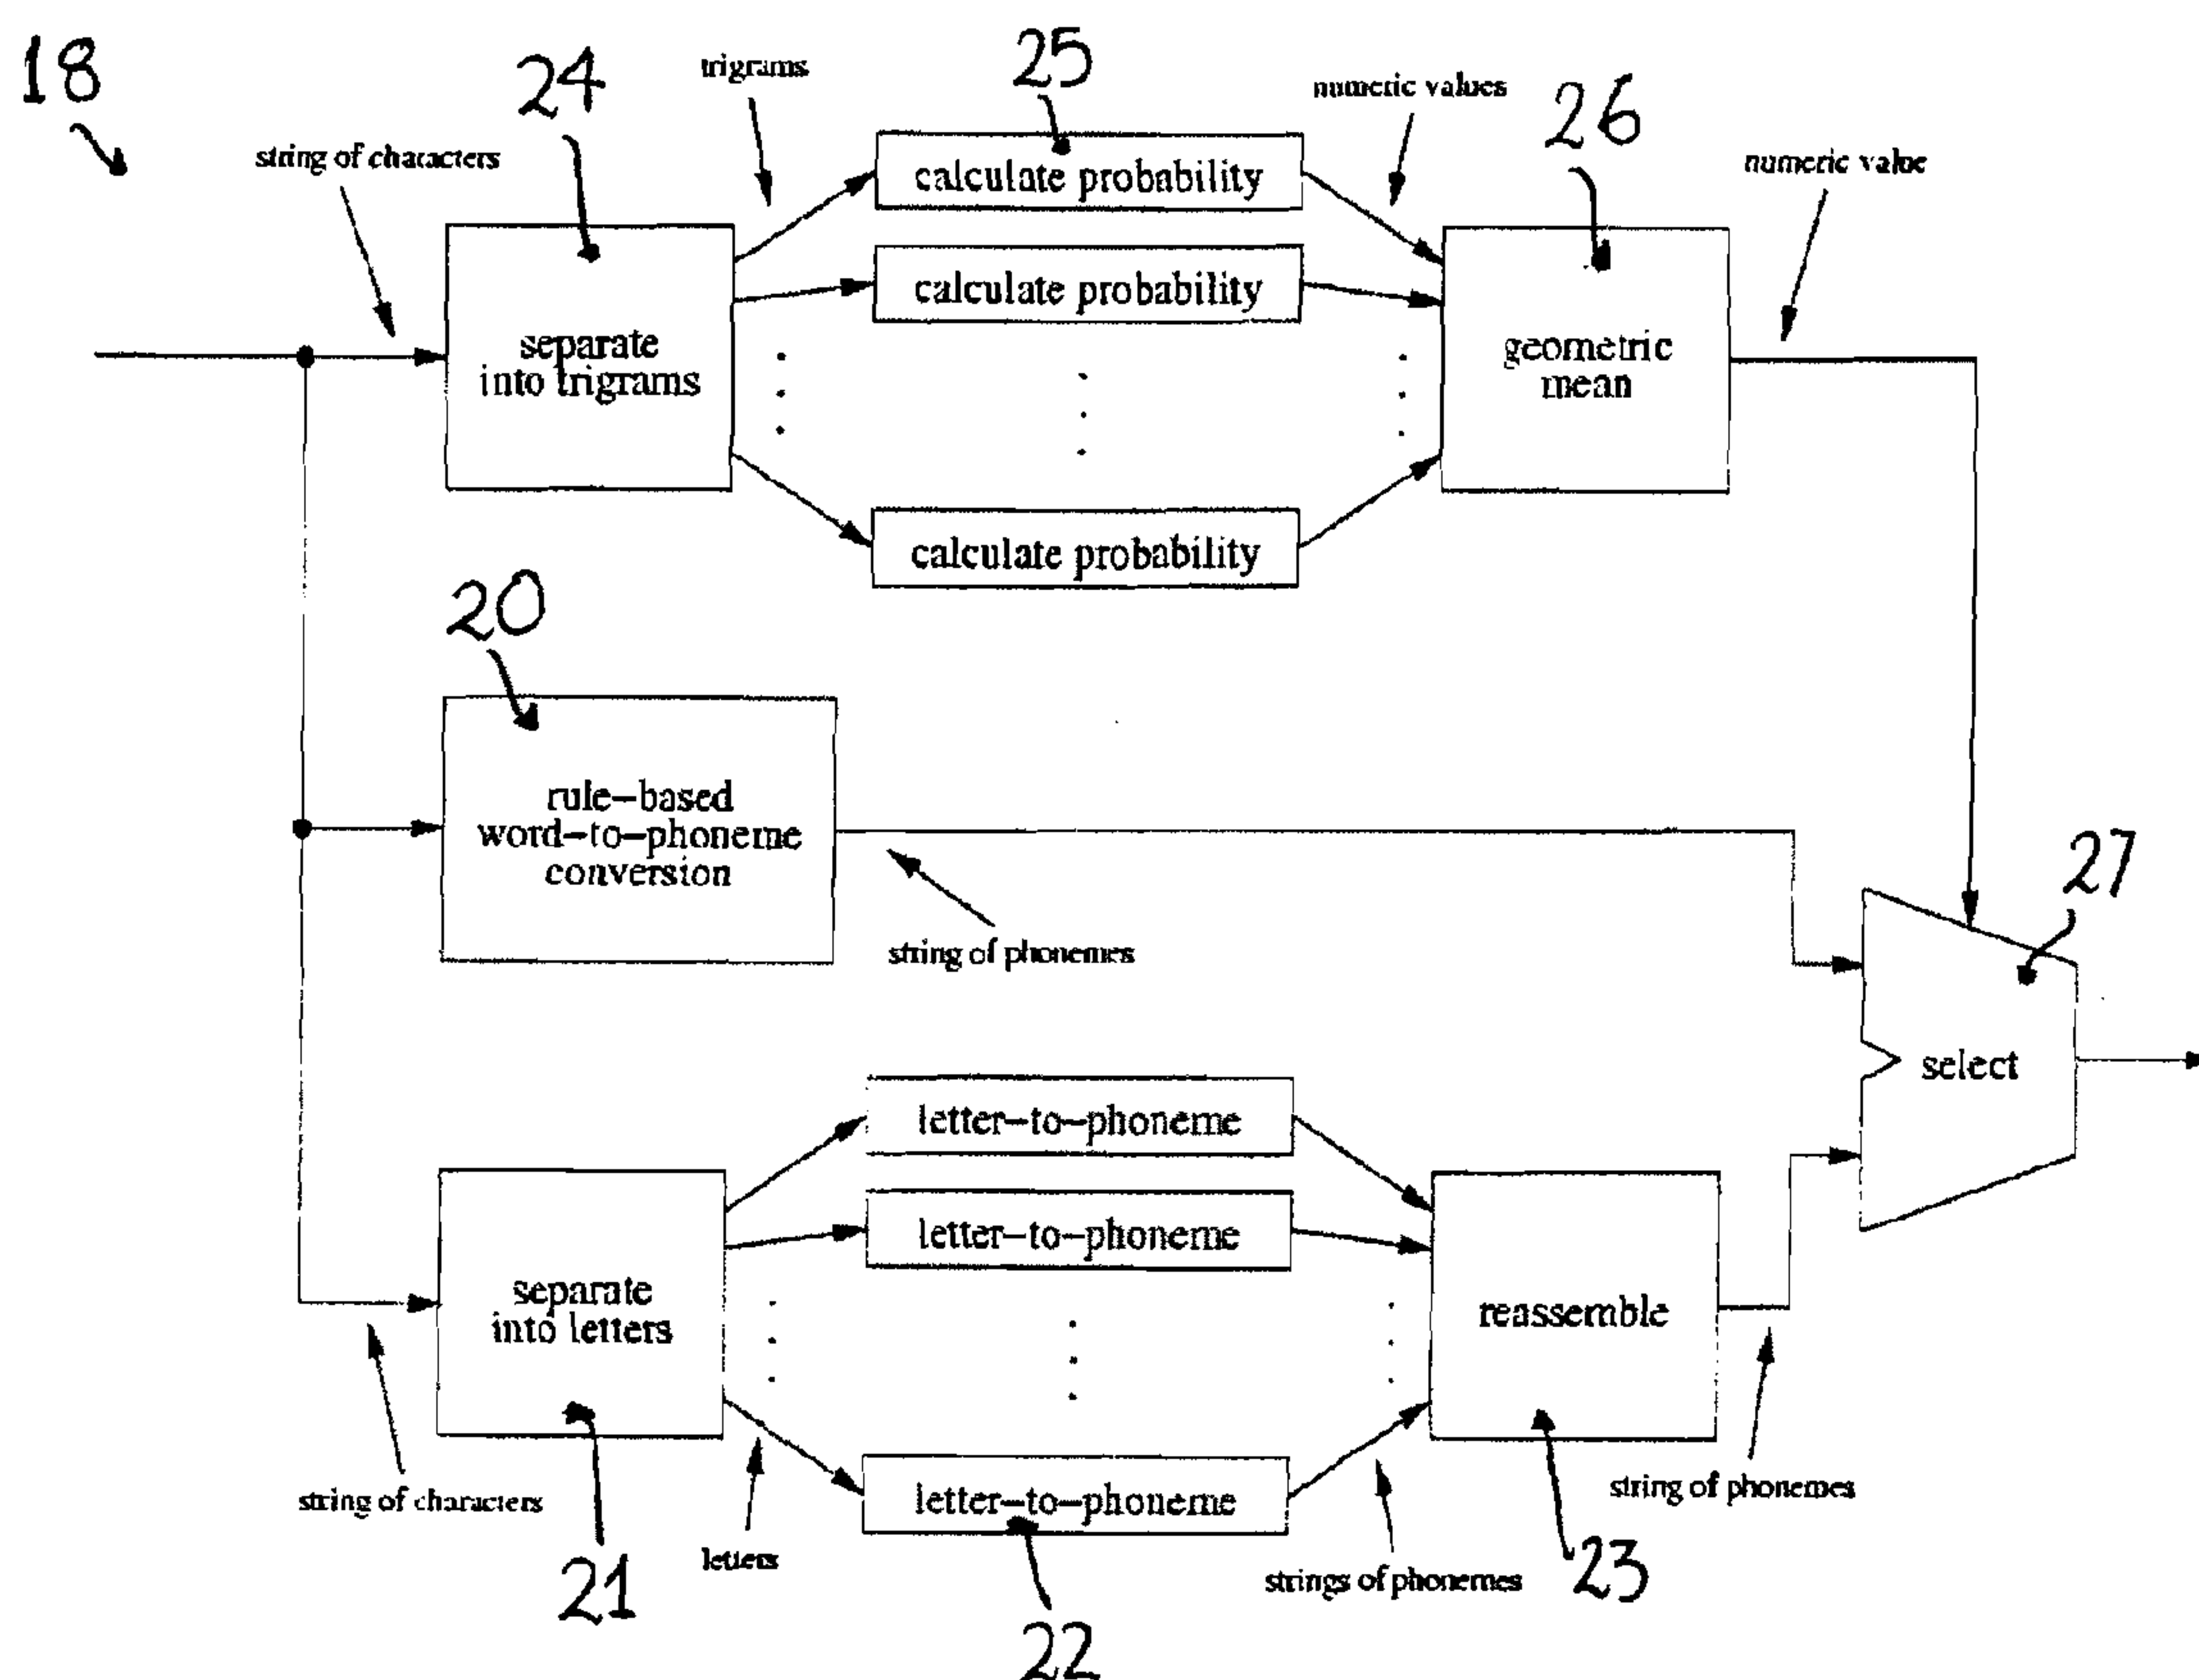 18
24
trigrams
25
numeric values
26
numeric value
string of characters
calculate probability
calculate probability
separate
into trigrams
geometric
mean
calculate probability
20
rule-based
word-to-phoneme
conversion
string of phonemes
27
select
letter-to-phoneme
letter-to-phoneme
separate
into letters
reassemble
letter-to-phoneme
string of characters
21
letters
22
strings of phonemes
23
string of phonemes